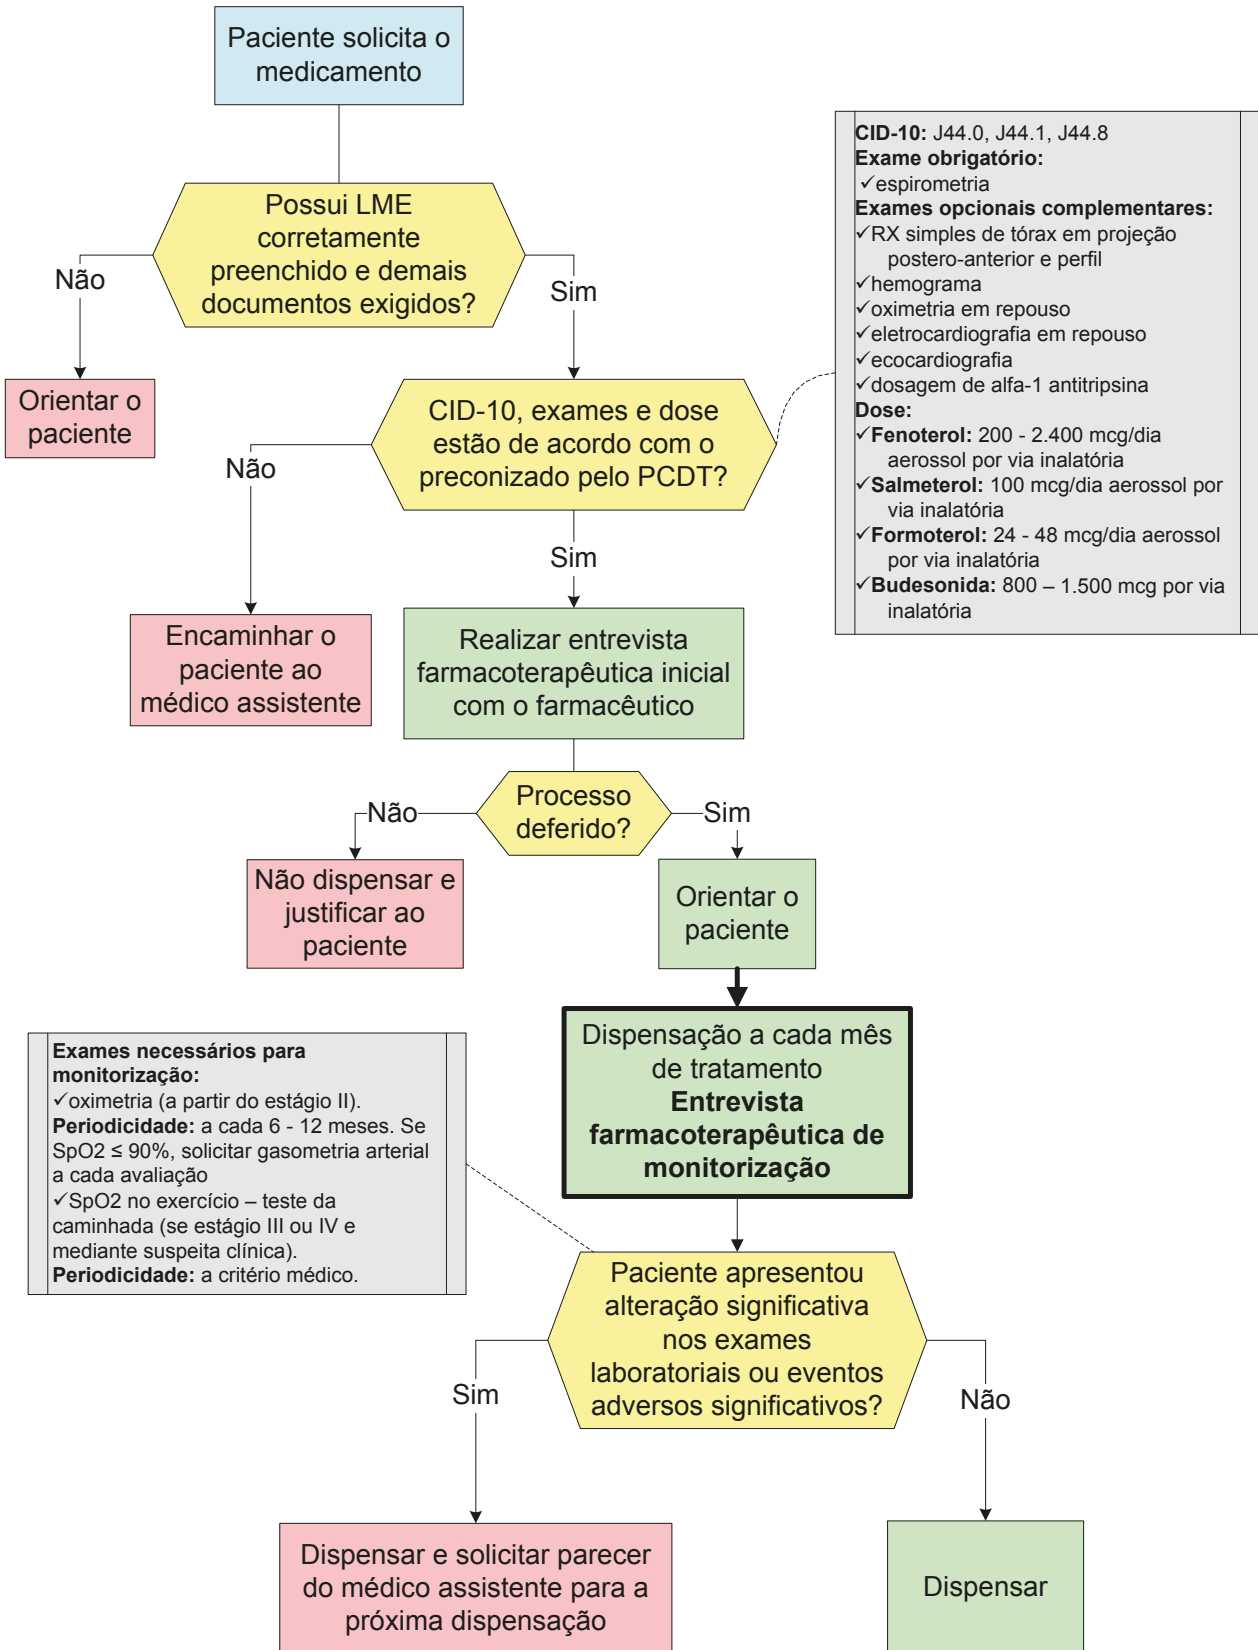 Paciente solicita o
medicamento
Possui LME
corretamente
preenchido e demais
documentos exigidos?
Não
Sim
Orientar o
paciente
CID-10: J44.0, J44.1, J44.8
Exame obrigatório:
✓espirometria
Exames opcionais complementares:
✓RX simples de tórax em projeção
postero-anterior e perfil
✓hemograma
✓oximetria em repouso
✓eletrocardiografia em repouso
✓ecocardiografia
✓dosagem de alfa-1 antitripsina
Dose:
✓Fenoterol: 200 - 2.400 mcg/dia
aerossol por via inalatória
✓Salmeterol: 100 mcg/dia aerossol por
via inalatória
✓Formoterol: 24 - 48 mcg/dia aerossol
por via inalatória
✓Budesonida: 800 – 1.500 mcg por via
inalatória
CID-10, exames e dose
estão de acordo com o
preconizado pelo PCDT?
Não
Sim
Encaminhar o
paciente ao
médico assistente
Realizar entrevista
farmacoterapêutica inicial
com o farmacêutico
Processo
deferido?
Não
Sim
Não dispensar e
justificar ao
paciente
Orientar o
paciente
Dispensação a cada mês
de tratamento
Entrevista
farmacoterapêutica de
monitorização
Exames necessários para
monitorização:
✓oximetria (a partir do estágio II).
Periodicidade: a cada 6 - 12 meses. Se
SpO2 ≤ 90%, solicitar gasometria arterial
a cada avaliação
✓SpO2 no exercício – teste da
caminhada (se estágio III ou IV e
mediante suspeita clínica).
Periodicidade: a critério médico.
Paciente apresentou
alteração significativa
nos exames
laboratoriais ou eventos
adversos significativos?
Sim
Não
Dispensar e solicitar parecer
do médico assistente para a
próxima dispensação
Dispensar